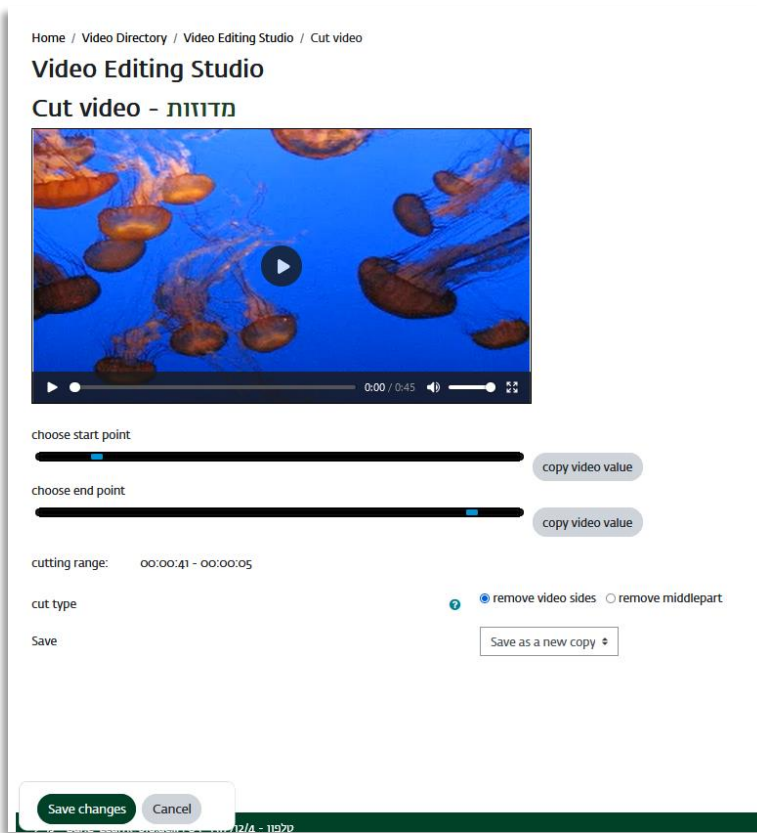 Home / Video Directory / Video Editing Studio / Cut video
Video Editing Studio
Cut video - מדוזות
0:00 / 0:45
choose start point
copy video value
choose end point
copy video value
cutting range: 00:00:41 - 00:00:05
cut type
remove video sides
remove middlepart
Save
Save as a new copy
Save changes
Cancel
טלפון